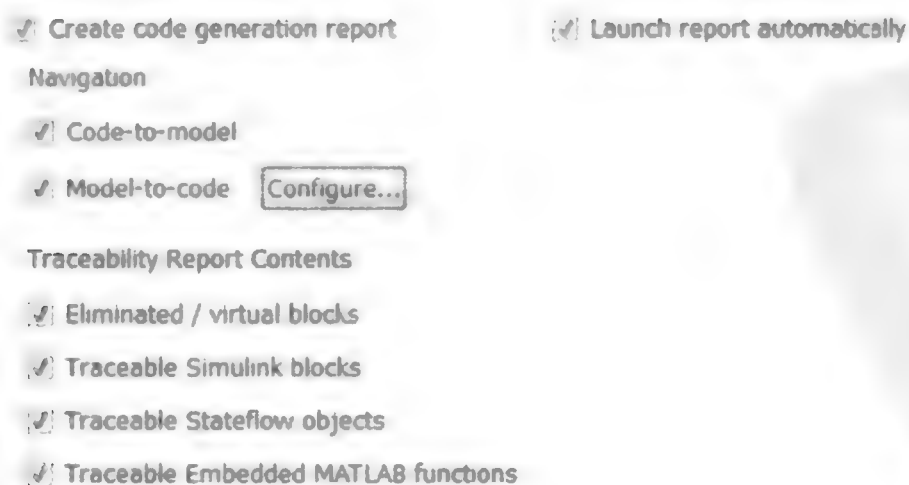 Create code generation report Launch report automatically
Navigation
Code-to-model
Model-to-code Configure...
Traceability Report Contents
Eliminated / virtual blocks
Traceable Simulink blocks
Traceable Stateflow objects
Traceable Embedded MATLAB functions